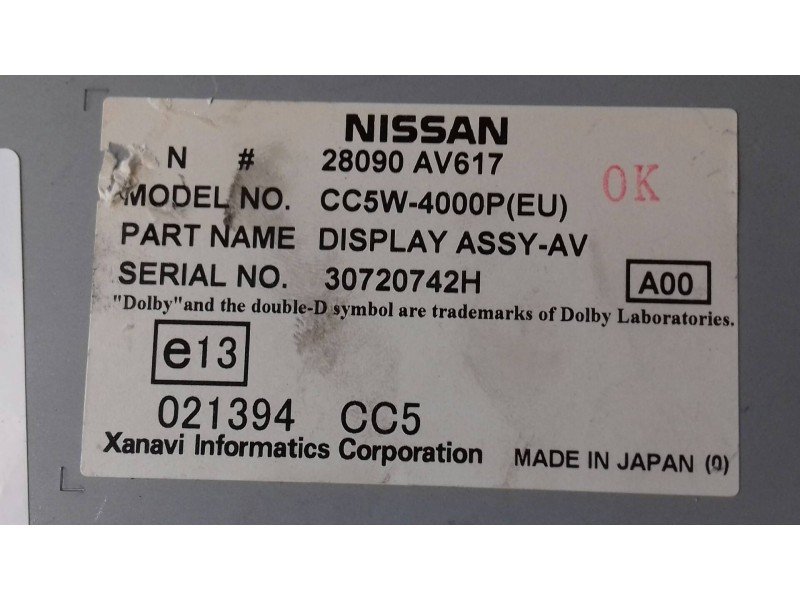 NISSAN
N # 28090 AV617
OK
MODEL NO. CC5W-4000P(EU)
PART NAME DISPLAY ASSY-AV
SERIAL NO. 30720742H
A00
"Dolby"and the double-D symbol are trademarks of Dolby Laboratories.
e13
021394 CC5
Xanavi Informatics Corporation
MADE IN JAPAN (0)